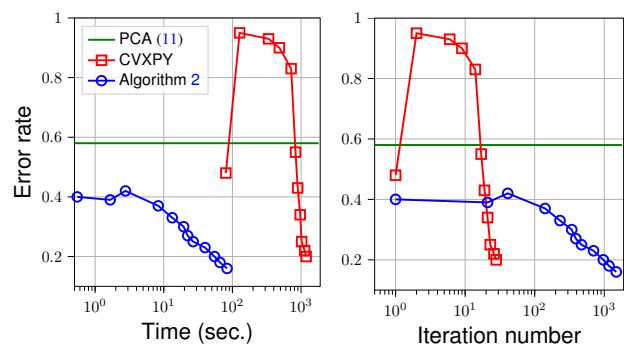 PCA (11)
CVXPY
Algorithm 2
Error rate
1
0.8
0.6
0.4
0.2
10⁰ 10¹ 10² 10³
Time (sec.)
1
0.8
0.6
0.4
0.2
10⁰ 10¹ 10² 10³
Iteration number